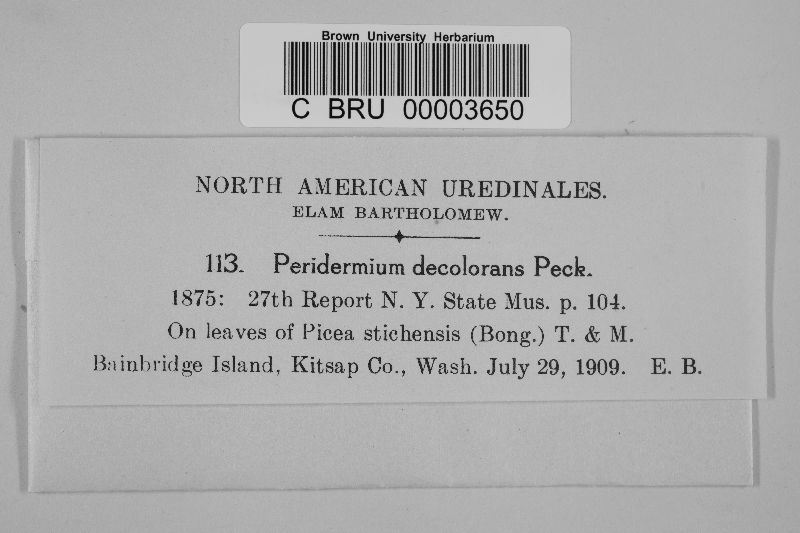 Brown University Herbarium
C BRU 00003650
NORTH AMERICAN UREDINALES.
ELAM BARTHOLOMEW.
113. Peridermium decolorans Peck.
1875: 27th Report N. Y. State Mus. p. 104.
On leaves of Picea stichensis (Bong.) T. & M.
Bainbridge Island, Kitsap Co., Wash. July 29, 1909. E. B.